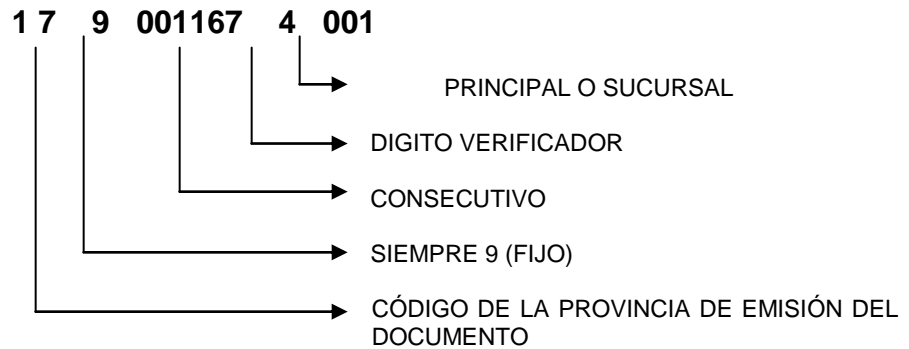 1 7 9 001167 4 001
PRINCIPAL O SUCURSAL
DIGITO VERIFICADOR
CONSECUTIVO
SIEMPRE 9 (FIJO)
CÓDIGO DE LA PROVINCIA DE EMISIÓN DEL
DOCUMENTO